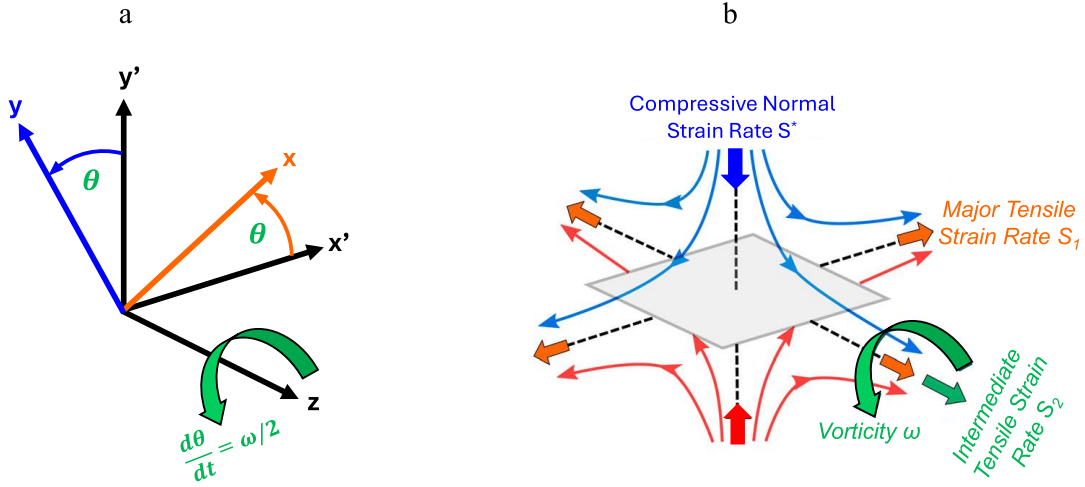 a
y’
y
θ
x
θ
x’
z
dθ/dt = ω/2
b
Compressive Normal
Strain Rate S*
Major Tensile
Strain Rate S₁
Vorticity ω
Intermediate
Tensile Strain
Rate S₂